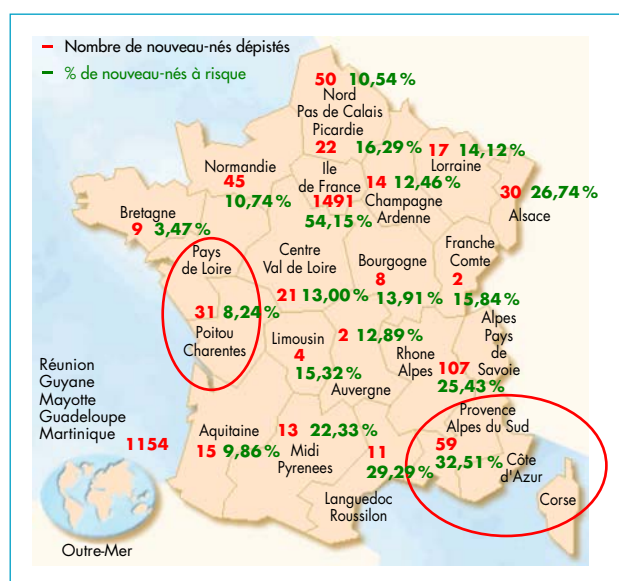 Nombre de nouveau-nés dépistés
% de nouveau-nés à risque
50 10,54 %
Nord
Pas de Calais
Picardie
22 16,29 %
17 14,12 %
Lorraine
Normandie
45
10,74 %
Ile
de France
1491
54,15 %
14 12,46 %
Champagne
Ardenne
30 26,74 %
Alsace
Bretagne
9 3,47 %
Pays
de Loire
31 8,24 %
Poitou
Charentes
Centre
Val de Loire
21 13,00 %
Bourgogne
8
13,91 %
Franche
Comte
2
15,84 %
Limousin
4
15,32 %
2 12,89 %
Auvergne
Rhone
Alpes
Alpes
Pays
de
Savoie
107
25,43 %
Réunion
Guyane
Mayotte
Guadeloupe
Martinique
1154
Outre-Mer
Aquitaine
15 9,86 %
13 22,33 %
Midi
Pyrenees
11
29,29 %
Languedoc
Roussilon
Provence
Alpes du Sud
59
32,51 %
Côte
d'Azur
Corse